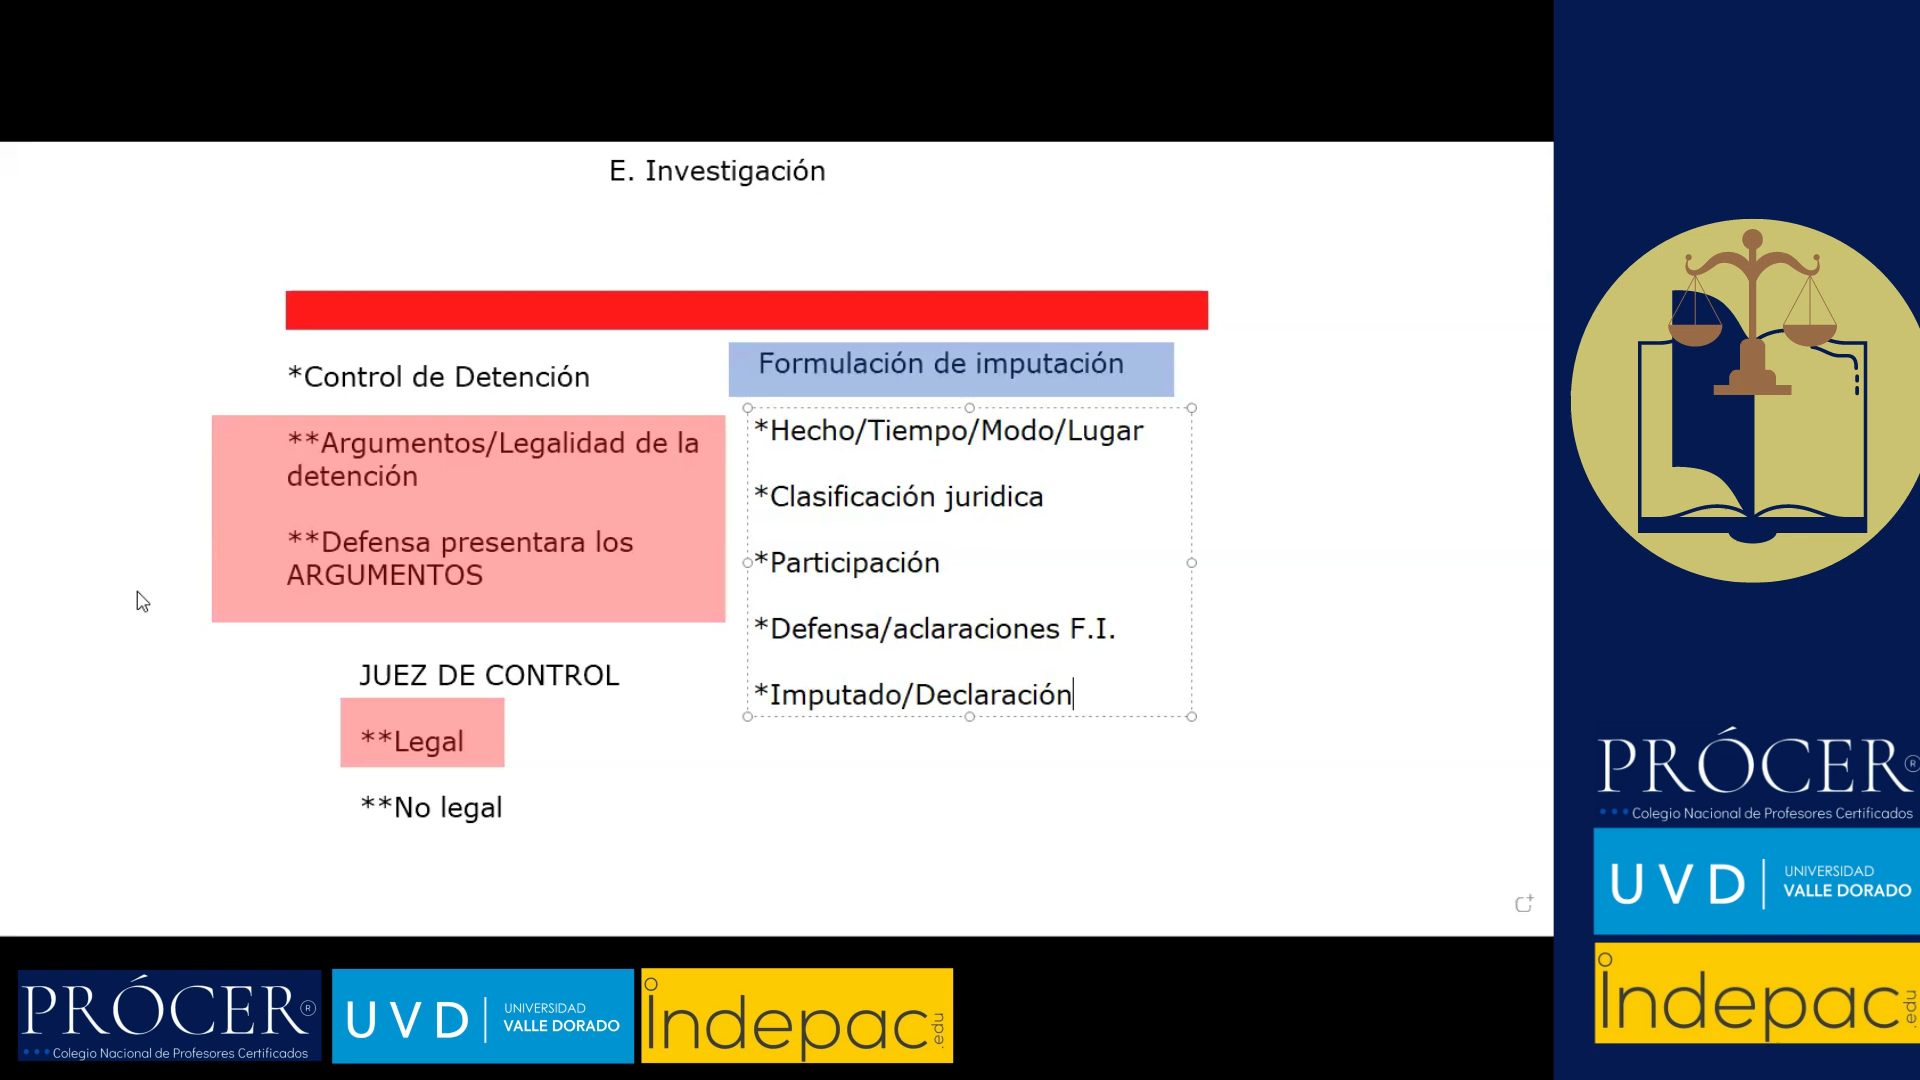 E. Investigación
*Control de Detención
**Argumentos/Legalidad de la
detención
**Defensa presentara los
ARGUMENTOS
JUEZ DE CONTROL
**Legal
**No legal
Formulación de imputación
*Hecho/Tiempo/Modo/Lugar
*Clasificación juridica
*Participación
*Defensa/aclaraciones F.I.
*Imputado/Declaración
PRÓCER®
Colegio Nacional de Profesores Certificados
UVD
UNIVERSIDAD
VALLE DORADO
indepac
.edu
PRÓCER®
Colegio Nacional de Profesores Certificados
UVD
UNIVERSIDAD
VALLE DORADO
indepac
.edu